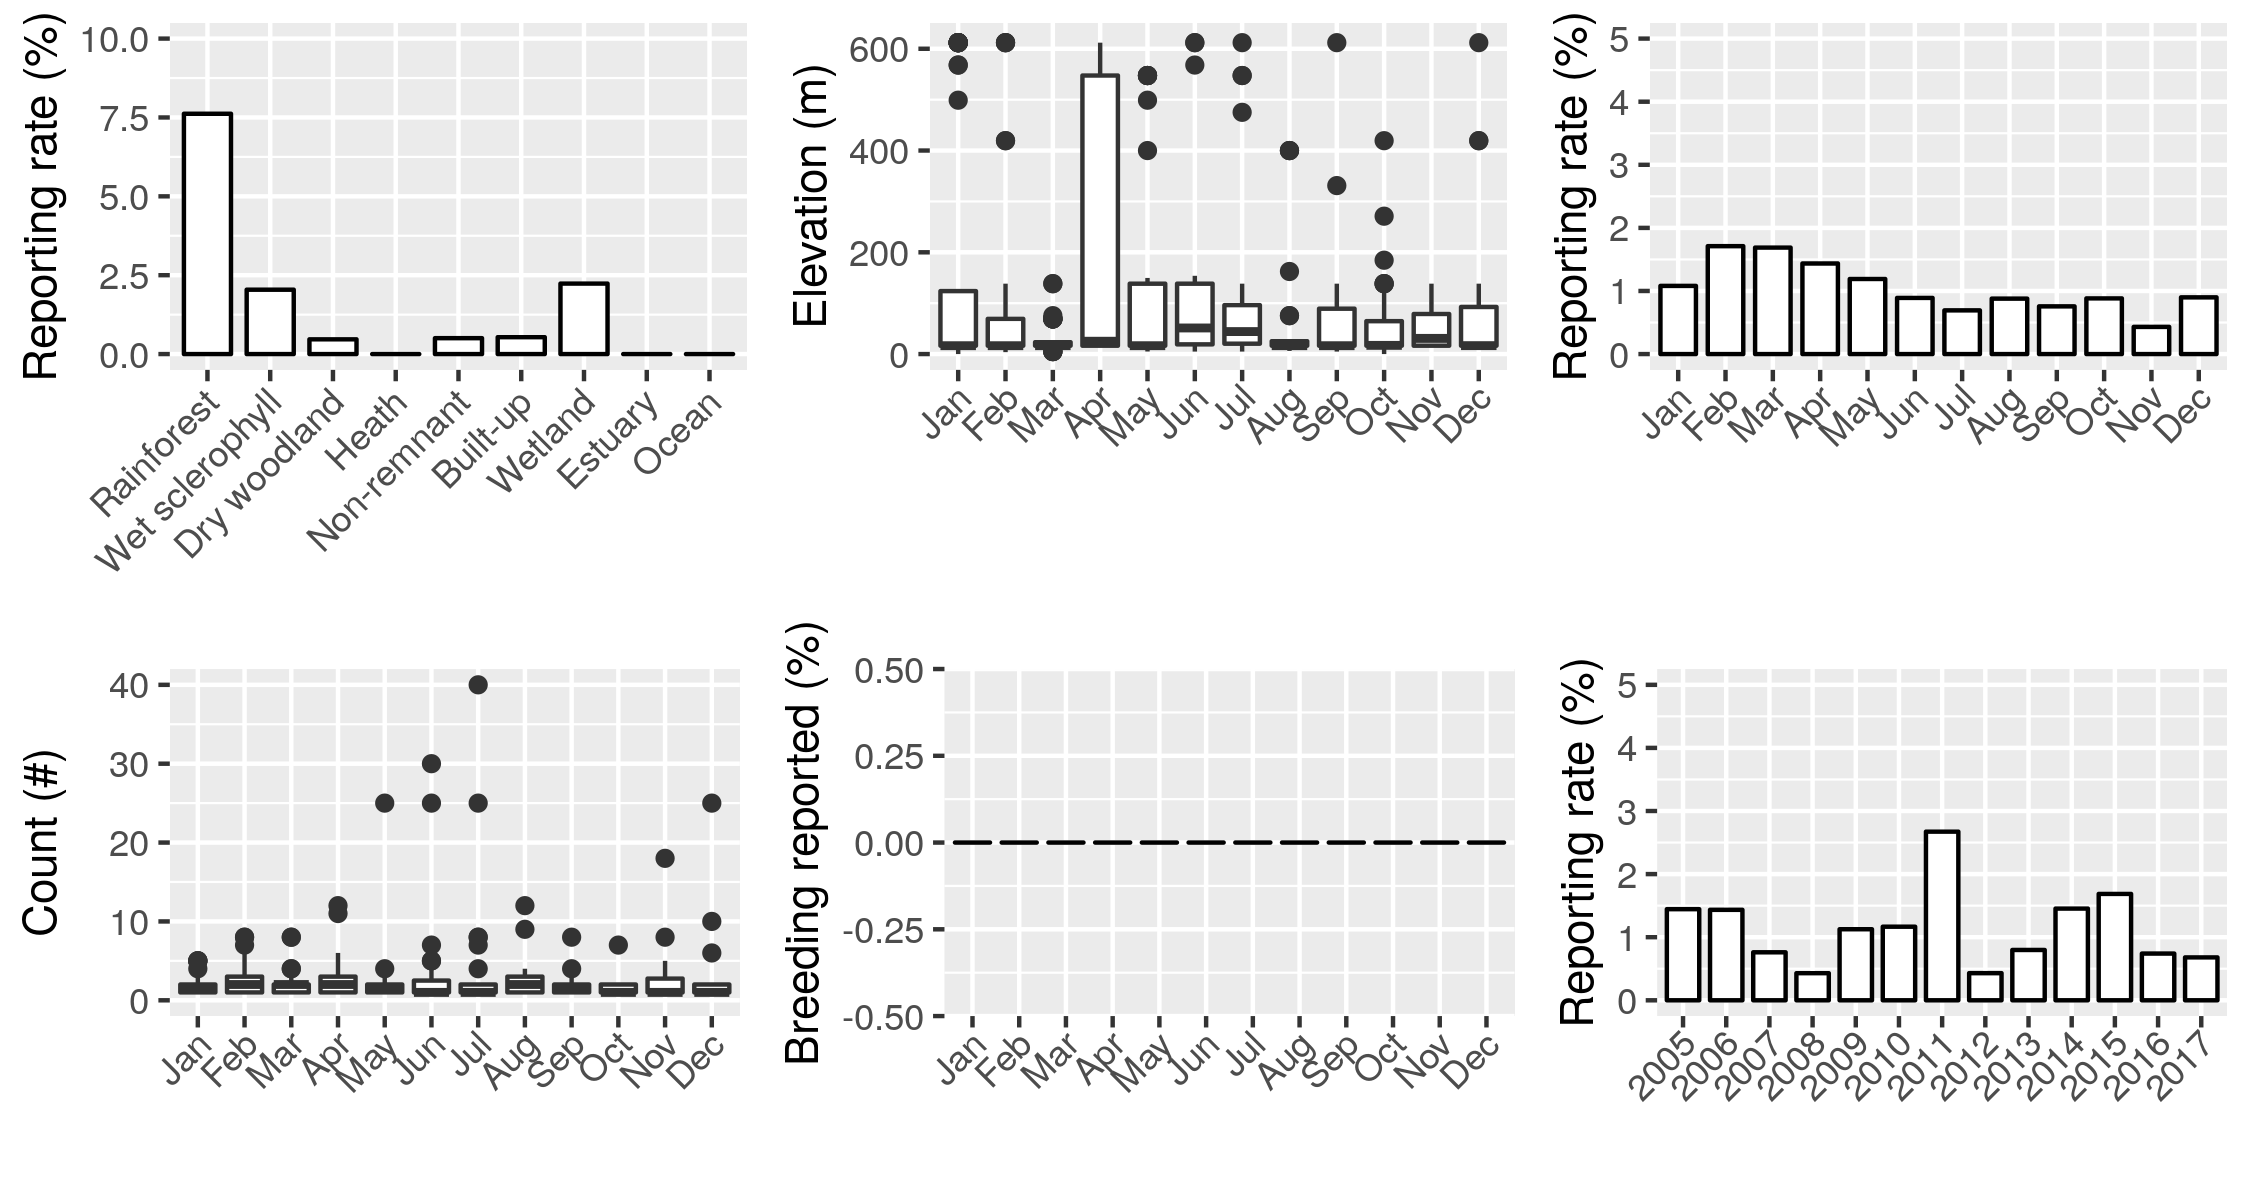 Reporting rate (%)
10.0
7.5
5.0
2.5
0.0
Rainforest
Wet sclerophyll
Dry woodland
Heath
Non-remnant
Built-up
Wetland
Estuary
Ocean
Elevation (m)
600
400
200
0
Jan
Feb
Mar
Apr
May
Jun
Jul
Aug
Sep
Oct
Nov
Dec
Reporting rate (%)
5
4
3
2
1
0
Jan
Feb
Mar
Apr
May
Jun
Jul
Aug
Sep
Oct
Nov
Dec
Count (#)
40
30
20
10
0
Jan
Feb
Mar
Apr
May
Jun
Jul
Aug
Sep
Oct
Nov
Dec
Breeding reported (%)
0.50
0.25
0.00
-0.25
-0.50
Jan
Feb
Mar
Apr
May
Jun
Jul
Aug
Sep
Oct
Nov
Dec
Reporting rate (%)
5
4
3
2
1
0
2005
2006
2007
2008
2009
2010
2011
2012
2013
2014
2015
2016
2017